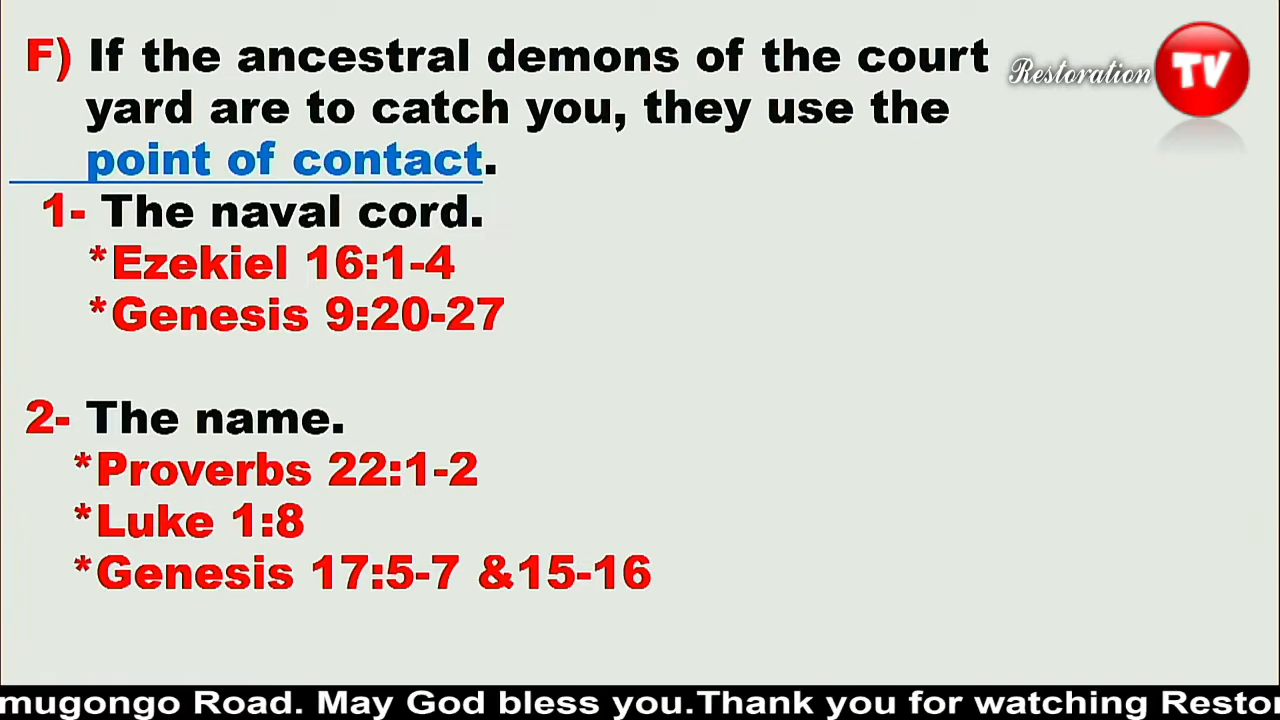 F) If the ancestral demons of the court
yard are to catch you, they use the
point of contact.
1- The naval cord.
*Ezekiel 16:1-4
*Genesis 9:20-27
2- The name.
*Proverbs 22:1-2
*Luke 1:8
*Genesis 17:5-7 &15-16
Restoration TV
mugongo Road. May God bless you.Thank you for watching Resto